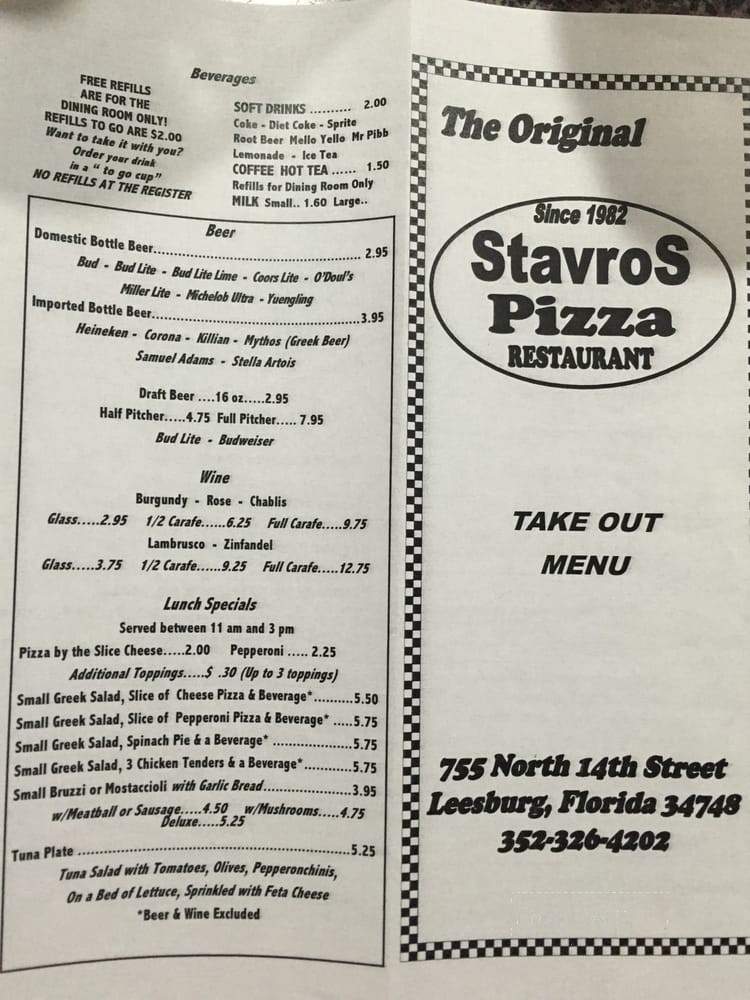 Beverages
FREE REFILLS
ARE FOR THE
DINING ROOM ONLY!
REFILLS TO GO ARE $2.00
Want to take it with you?
Order your drink
in a " to go cup"
NO REFILLS AT THE REGISTER
SOFT DRINKS .......... 2.00
Coke - Diet Coke - Sprite
Root Beer Mello Yello Mr Pibb
Lemonade - Ice Tea
COFFEE HOT TEA ...... 1.50
Refills for Dining Room Only
MILK Small.. 1.60 Large..
Beer
Domestic Bottle Beer.......................................... 2.95
Bud - Bud Lite - Bud Lite Lime - Coors Lite - O'Doul's
Miller Lite - Michelob Ultra - Yuengling
Imported Bottle Beer..........................................3.95
Heineken - Corona - Killian - Mythos (Greek Beer)
Samuel Adams - Stella Artois
Draft Beer ....16 oz.....2.95
Half Pitcher.....4.75 Full Pitcher..... 7.95
Bud Lite - Budweiser
Wine
Burgundy - Rose - Chablis
Glass.....2.95 1/2 Carafe......6.25 Full Carafe.....9.75
Lambrusco - Zinfandel
Glass.....3.75 1/2 Carafe......9.25 Full Carafe.....12.75
Lunch Specials
Served between 11 am and 3 pm
Pizza by the Slice Cheese.....2.00 Pepperoni ..... 2.25
Additional Toppings.....$ .30 (Up to 3 toppings)
Small Greek Salad, Slice of Cheese Pizza & Beverage*..........5.50
Small Greek Salad, Slice of Pepperoni Pizza & Beverage* .....5.75
Small Greek Salad, Spinach Pie & a Beverage* ....................5.75
Small Greek Salad, 3 Chicken Tenders & a Beverage*............5.75
Small Bruzzi or Mostaccioli with Garlic Bread.......................3.95
w/Meatball or Sausage.....4.50 w/Mushrooms.....4.75
Deluxe.....5.25
Tuna Plate ..................................................................5.25
Tuna Salad with Tomatoes, Olives, Pepperonchinis,
On a Bed of Lettuce, Sprinkled with Feta Cheese
*Beer & Wine Excluded
The Original
Since 1982
StavroS
Pizza
RESTAURANT
TAKE OUT
MENU
755 North 14th Street
Leesburg, Florida 34748
352-326-4202